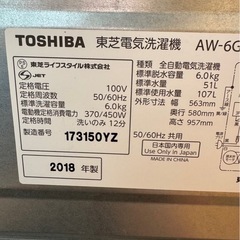 TOSHIBA 東芝電気洗濯機 AW-6G
東芝ライフスタイル株式会社
JET
定格電圧 100V
定格周波数 50/60Hz
標準洗濯容量 6.0kg
電動機定格消費電力 370/450W
定格時間 洗いのみ 12分
製造番号 173150YZ
2018 年製
種類 全自動電気洗濯機
標準脱水容量 6.0kg
標準水量 51L
標準使用水量 107L
外形寸法 幅 563mm
奥行 580mm
高さ 957mm
50/60Hz 共用
日本国内専用
Use only in Japan
MADE IN CHINA